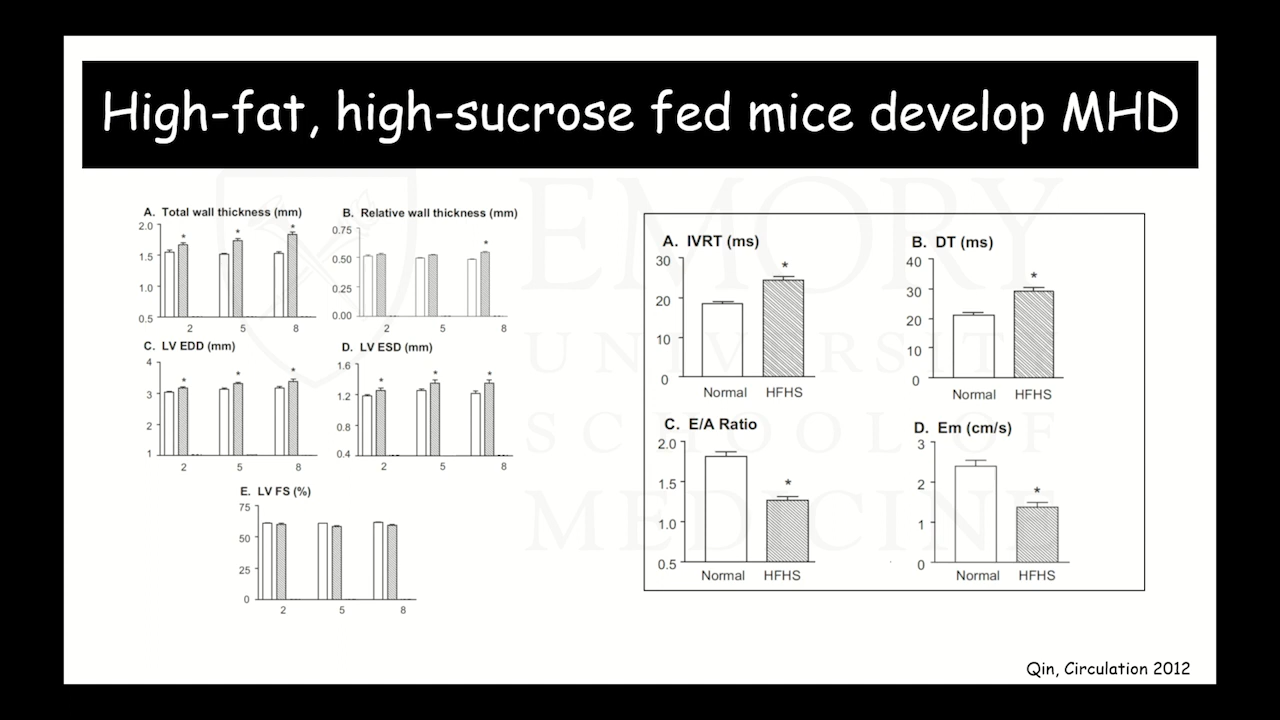 High-fat, high-sucrose fed mice develop MHD
A. Total wall thickness (mm)
2.0
1.5
1.0
0.5
* * *
2 5 8
B. Relative wall thickness (mm)
0.75
0.50
0.25
0.00
*
2 5 8
C. LV EDD (mm)
4
3
2
1
* * *
2 5 8
D. LV ESD (mm)
1.6
1.2
0.8
0.4
* * *
2 5 8
E. LV FS (%)
75
50
25
0
2 5 8
A. IVRT (ms)
30
20
10
0
*
Normal HFHS
B. DT (ms)
40
30
20
10
0
*
Normal HFHS
C. E/A Ratio
2.0
1.5
1.0
0.5
*
Normal HFHS
D. Em (cm/s)
3
2
1
0
*
Normal HFHS
EMORY
UNIVERSITY
SCHOOL OF
MEDICINE
Qin, Circulation 2012